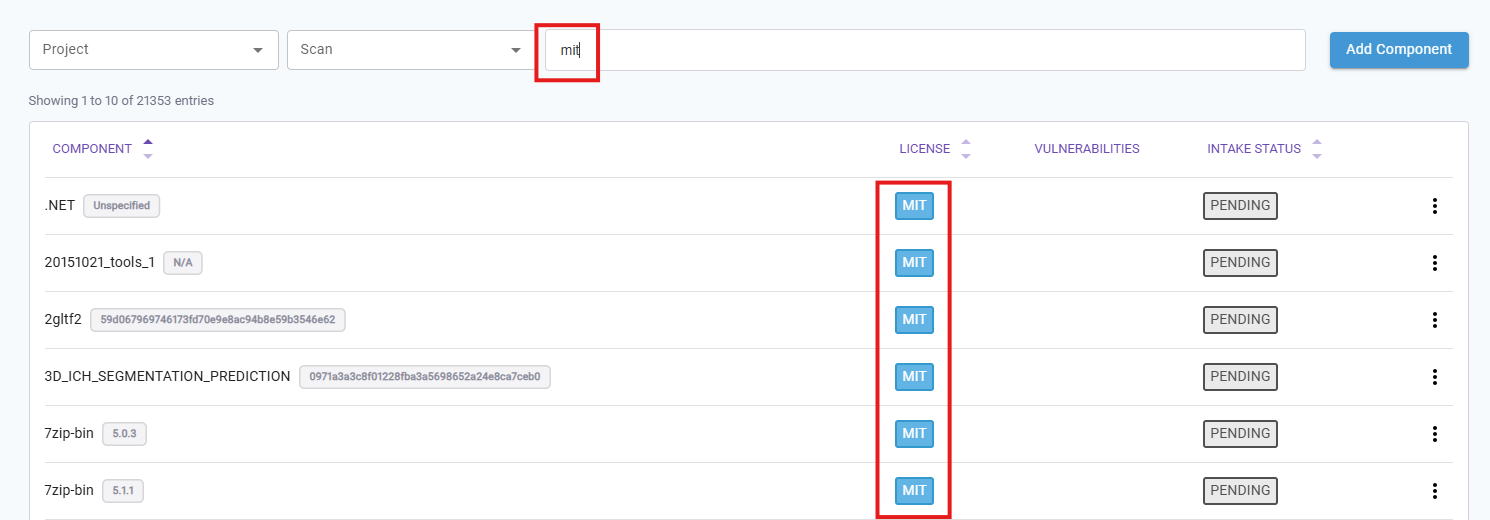 Project Scan mit Add Component
Showing 1 to 10 of 21353 entries
COMPONENT LICENSE VULNERABILITIES INTAKE STATUS
.NET Unspecified MIT PENDING
20151021_tools_1 N/A MIT PENDING
2gltf2 59d067969746173fd70e9e8ac94b8e59b3546e62 MIT PENDING
3D_ICH_SEGMENTATION_PREDICTION 0971a3a3c8f01228fba3a5698652a24e8ca7ceb0 MIT PENDING
7zip-bin 5.0.3 MIT PENDING
7zip-bin 5.1.1 MIT PENDING